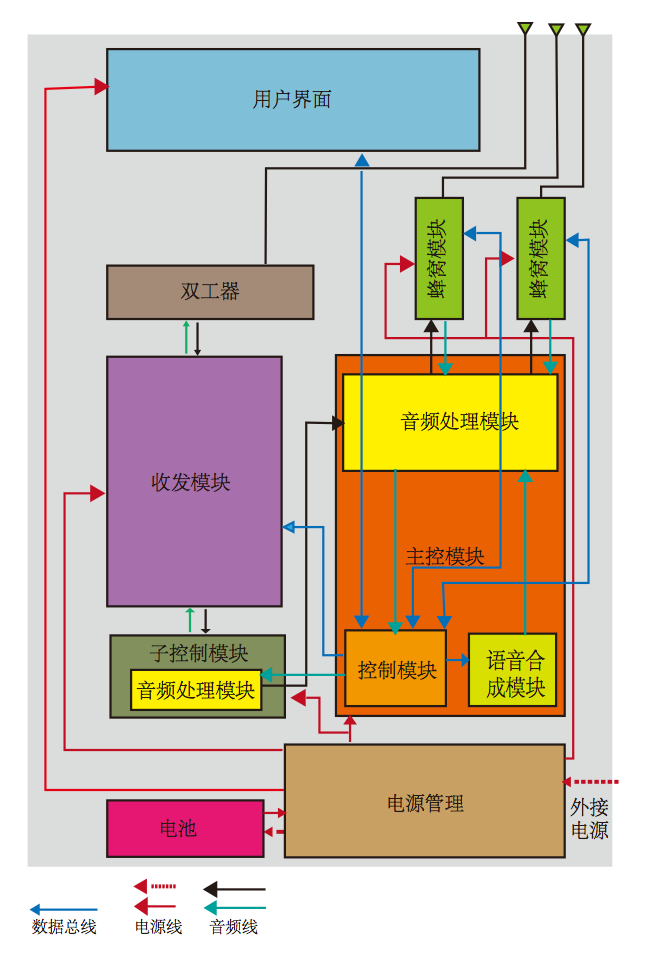 用户界面
蜂窝模块
蜂窝模块
双工器
音频处理模块
收发模块
主控模块
子控制模块
音频处理模块
控制模块
语音合
成模块
电源管理
外接
电源
电池
数据总线
电源线
音频线